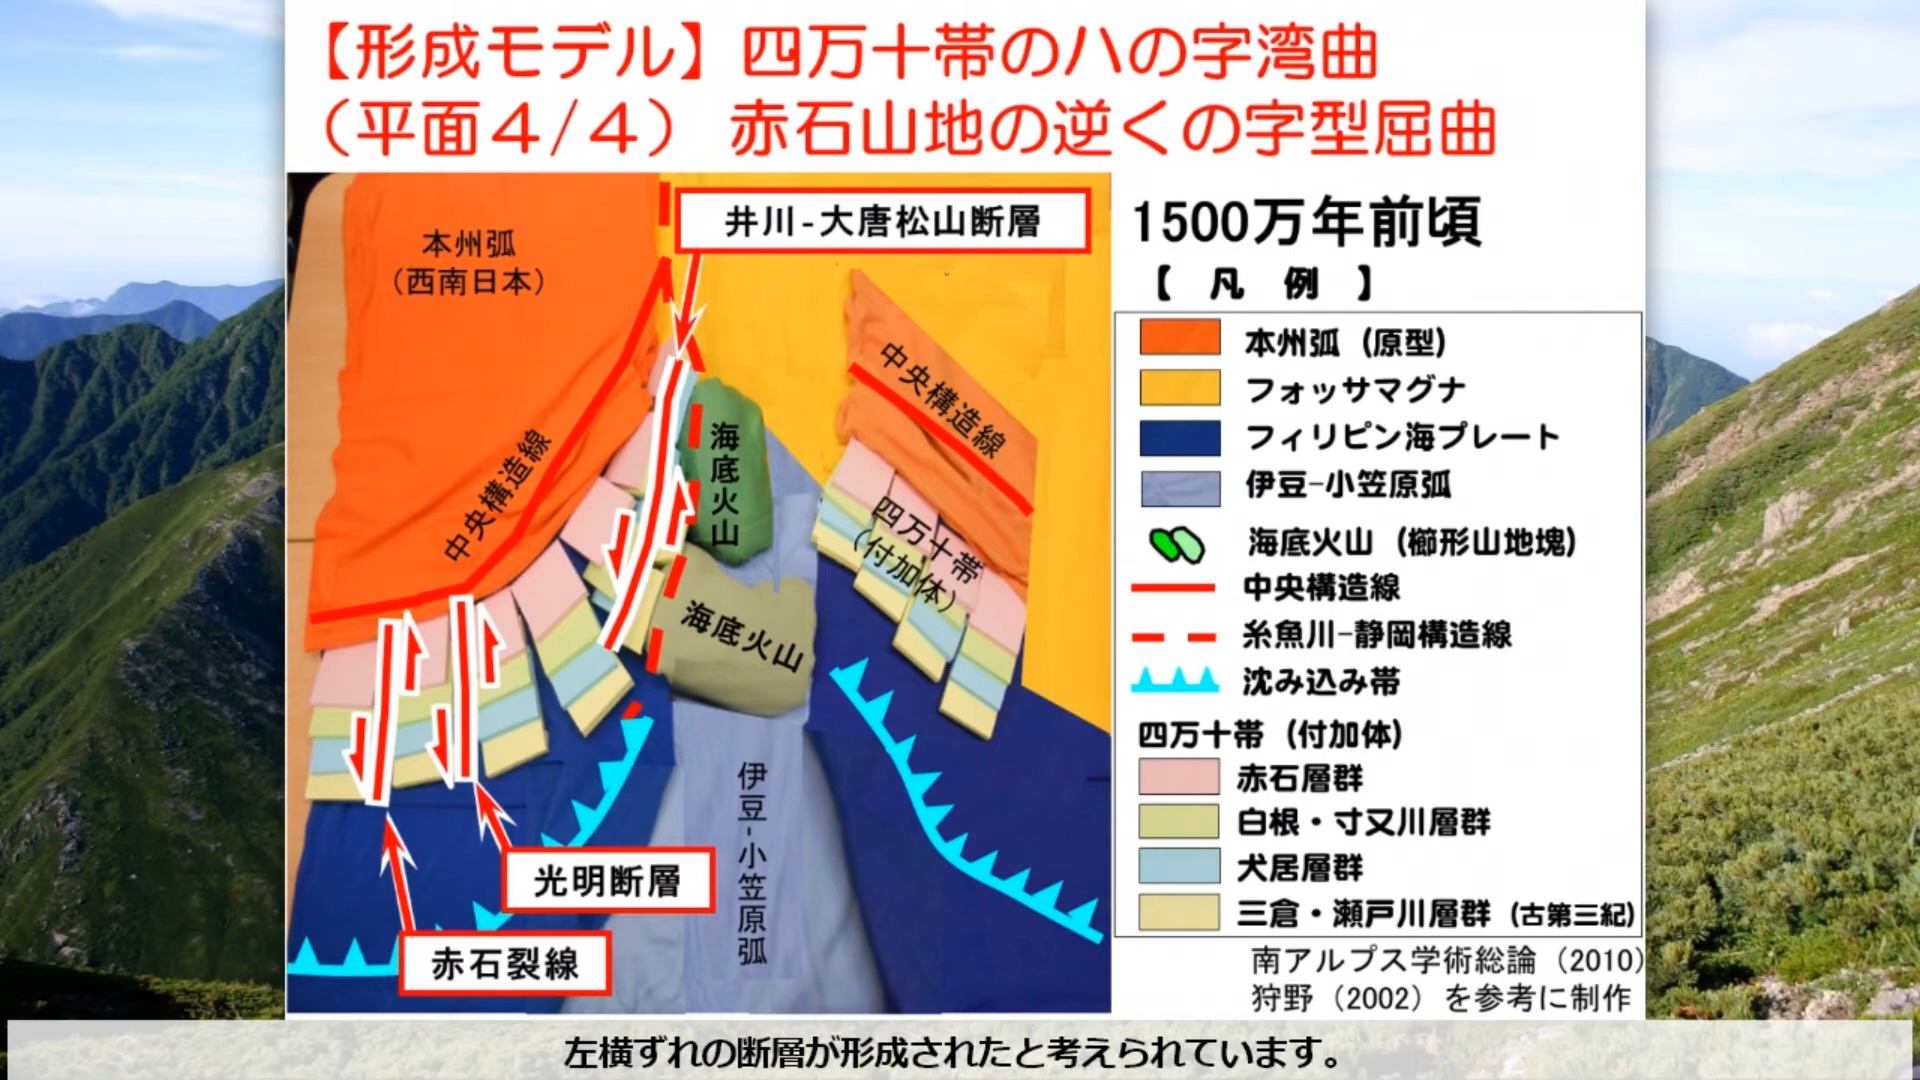 【形成モデル】四万十帯のハの字湾曲
（平面４/４） 赤石山地の逆くの字型屈曲
井川-大唐松山断層
本州弧
（西南日本）
中央構造線
海底火山
海底火山
中央構造線
四万十帯
（付加体）
伊豆-小笠原弧
光明断層
赤石裂線
1500万年前頃
【 凡 例 】
本州弧（原型）
フォッサマグナ
フィリピン海プレート
伊豆-小笠原弧
海底火山（櫛形山地塊）
中央構造線
糸魚川-静岡構造線
沈み込み帯
四万十帯（付加体）
赤石層群
白根・寸又川層群
犬居層群
三倉・瀬戸川層群（古第三紀）
南アルプス学術総論（2010）
狩野（2002）を参考に制作
左横ずれの断層が形成されたと考えられています。